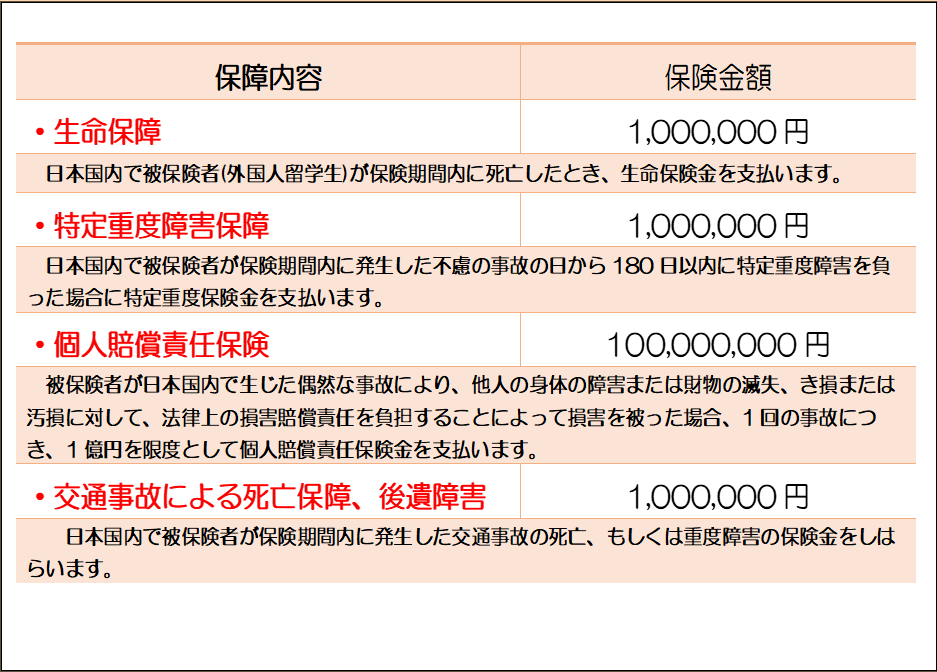 保障内容 保険金額
・生命保障 1,000,000 円
日本国内で被保険者(外国人留学生)が保険期間内に死亡したとき、生命保険金を支払います。
・特定重度障害保障 1,000,000 円
日本国内で被保険者が保険期間内に発生した不慮の事故の日から 180 日以内に特定重度障害を負
った場合に特定重度保険金を支払います。
・個人賠償責任保険 100,000,000 円
被保険者が日本国内で生じた偶然な事故により、他人の身体の障害または財物の滅失、き損または
汚損に対して、法律上の損害賠償責任を負担することによって損害を被った場合、1 回の事故につ
き、1 億円を限度として個人賠償責任保険金を支払います。
・交通事故による死亡保障、後遺障害 1,000,000 円
日本国内で被保険者が保険期間内に発生した交通事故の死亡、もしくは重度障害の保険金をしは
らいます。